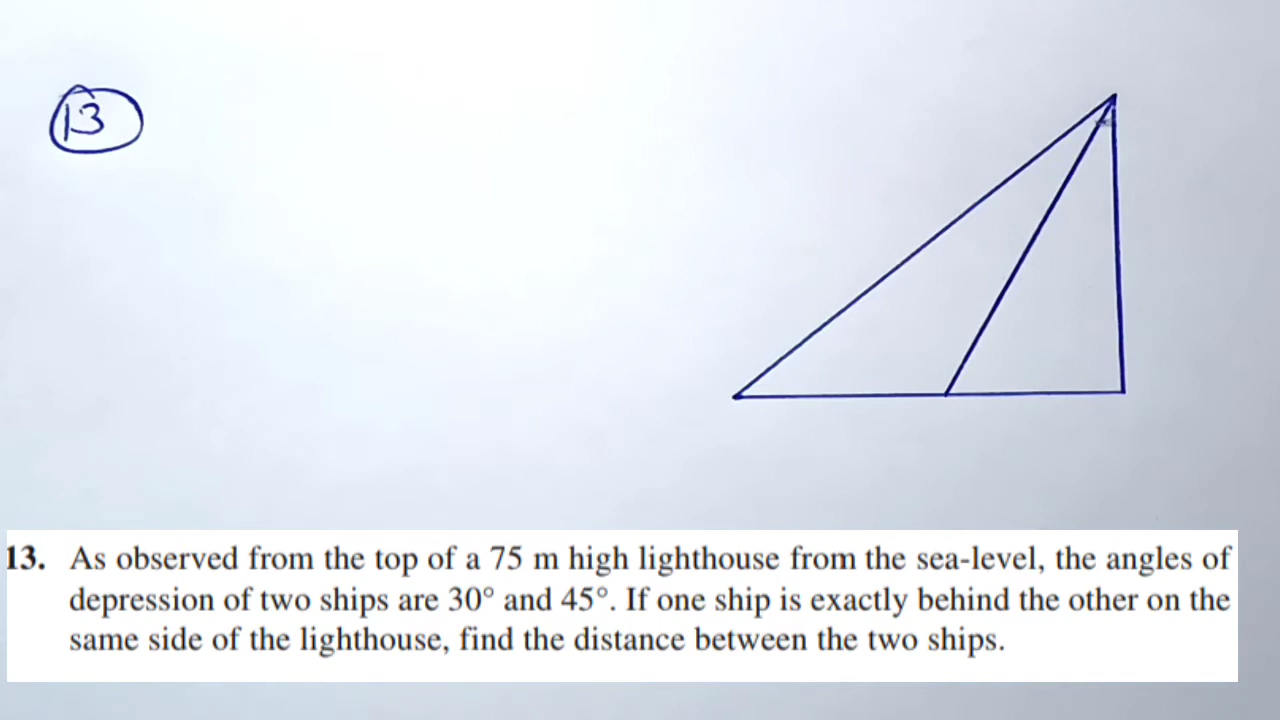 13
13. As observed from the top of a 75 m high lighthouse from the sea-level, the angles of
depression of two ships are 30° and 45°. If one ship is exactly behind the other on the
same side of the lighthouse, find the distance between the two ships.